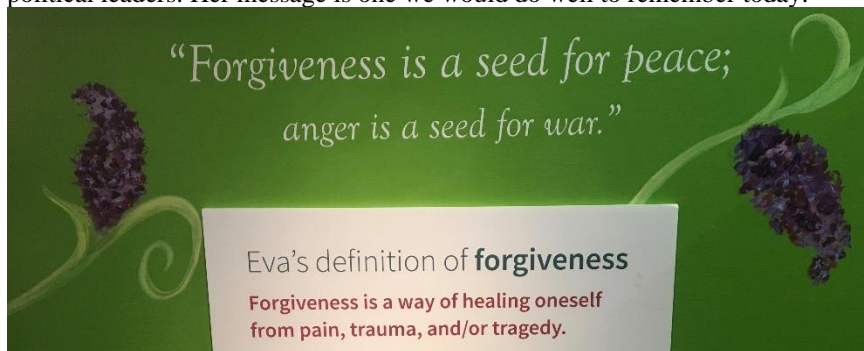 political leaders. Her message is one we would do well to remember today.
“Forgiveness is a seed for peace;
anger is a seed for war.”
Eva’s definition of forgiveness
Forgiveness is a way of healing oneself
from pain, trauma, and/or tragedy.